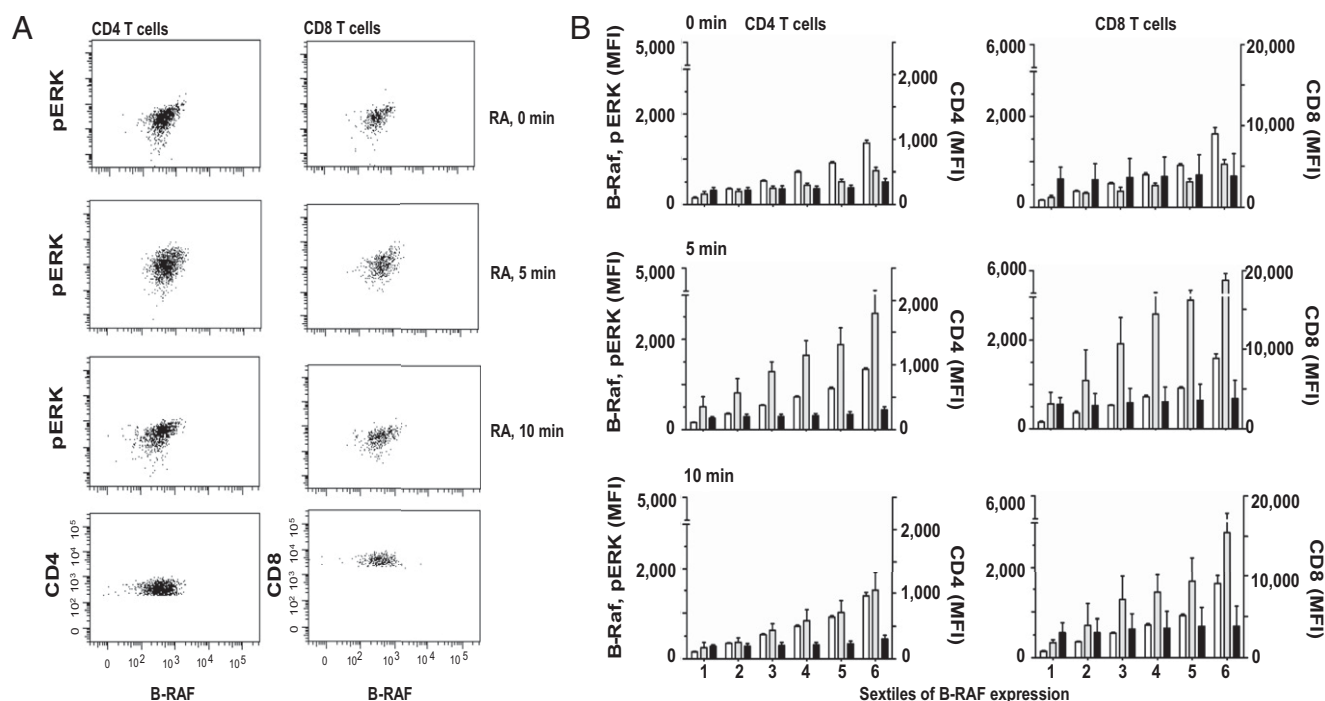 A
CD4 T cells
CD8 T cells
pERK
RA, 0 min
pERK
RA, 5 min
pERK
RA, 10 min
CD4
0 10² 10³ 10⁴ 10⁵
CD8
0 10² 10³ 10⁴ 10⁵
0 10² 10³ 10⁴ 10⁵
0 10² 10³ 10⁴ 10⁵
B-RAF
B-RAF
B
0 min
CD4 T cells
CD8 T cells
B-Raf, pERK (MFI)
5,000
2,000
0
2,000
1,000
0
CD4 (MFI)
6,000
2,000
0
20,000
10,000
0
CD8 (MFI)
5 min
B-Raf, pERK (MFI)
5,000
2,000
0
2,000
1,000
0
CD4 (MFI)
6,000
2,000
0
20,000
10,000
0
CD8 (MFI)
10 min
B-Raf, pERK (MFI)
5,000
2,000
0
2,000
1,000
0
CD4 (MFI)
6,000
2,000
0
20,000
10,000
0
CD8 (MFI)
1 2 3 4 5 6
1 2 3 4 5 6
Sextiles of B-RAF expression